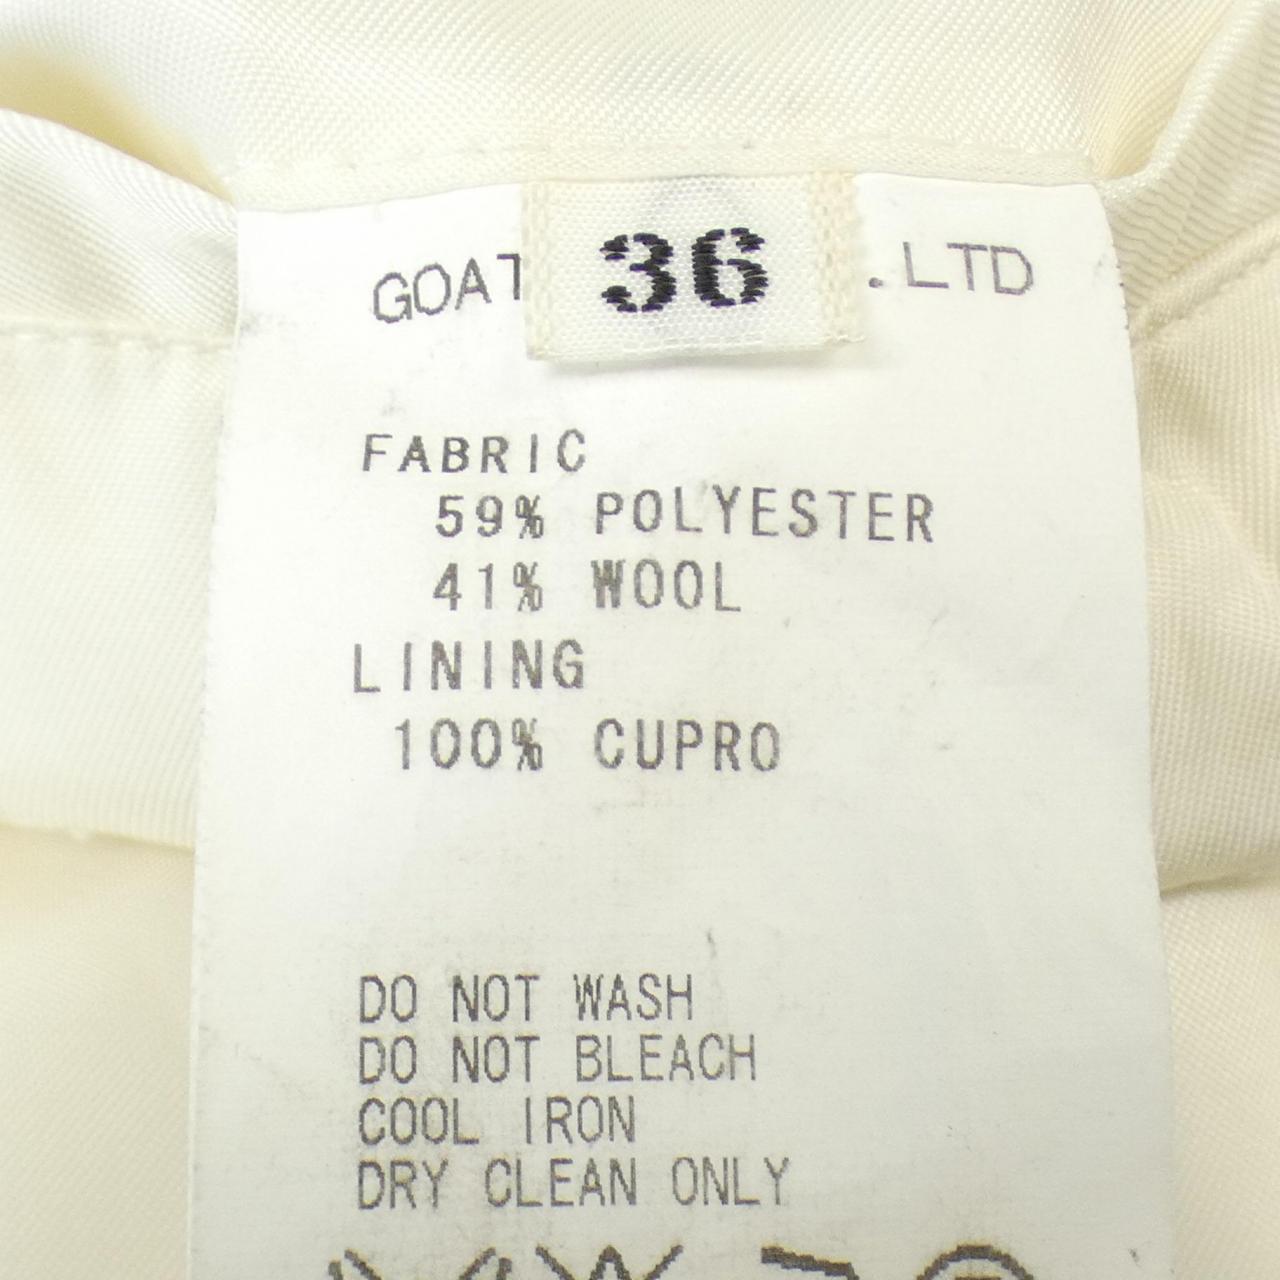 GOAT 36 .LTD
FABRIC
59% POLYESTER
41% WOOL
LINING
100% CUPRO
DO NOT WASH
DO NOT BLEACH
COOL IRON
DRY CLEAN ONLY